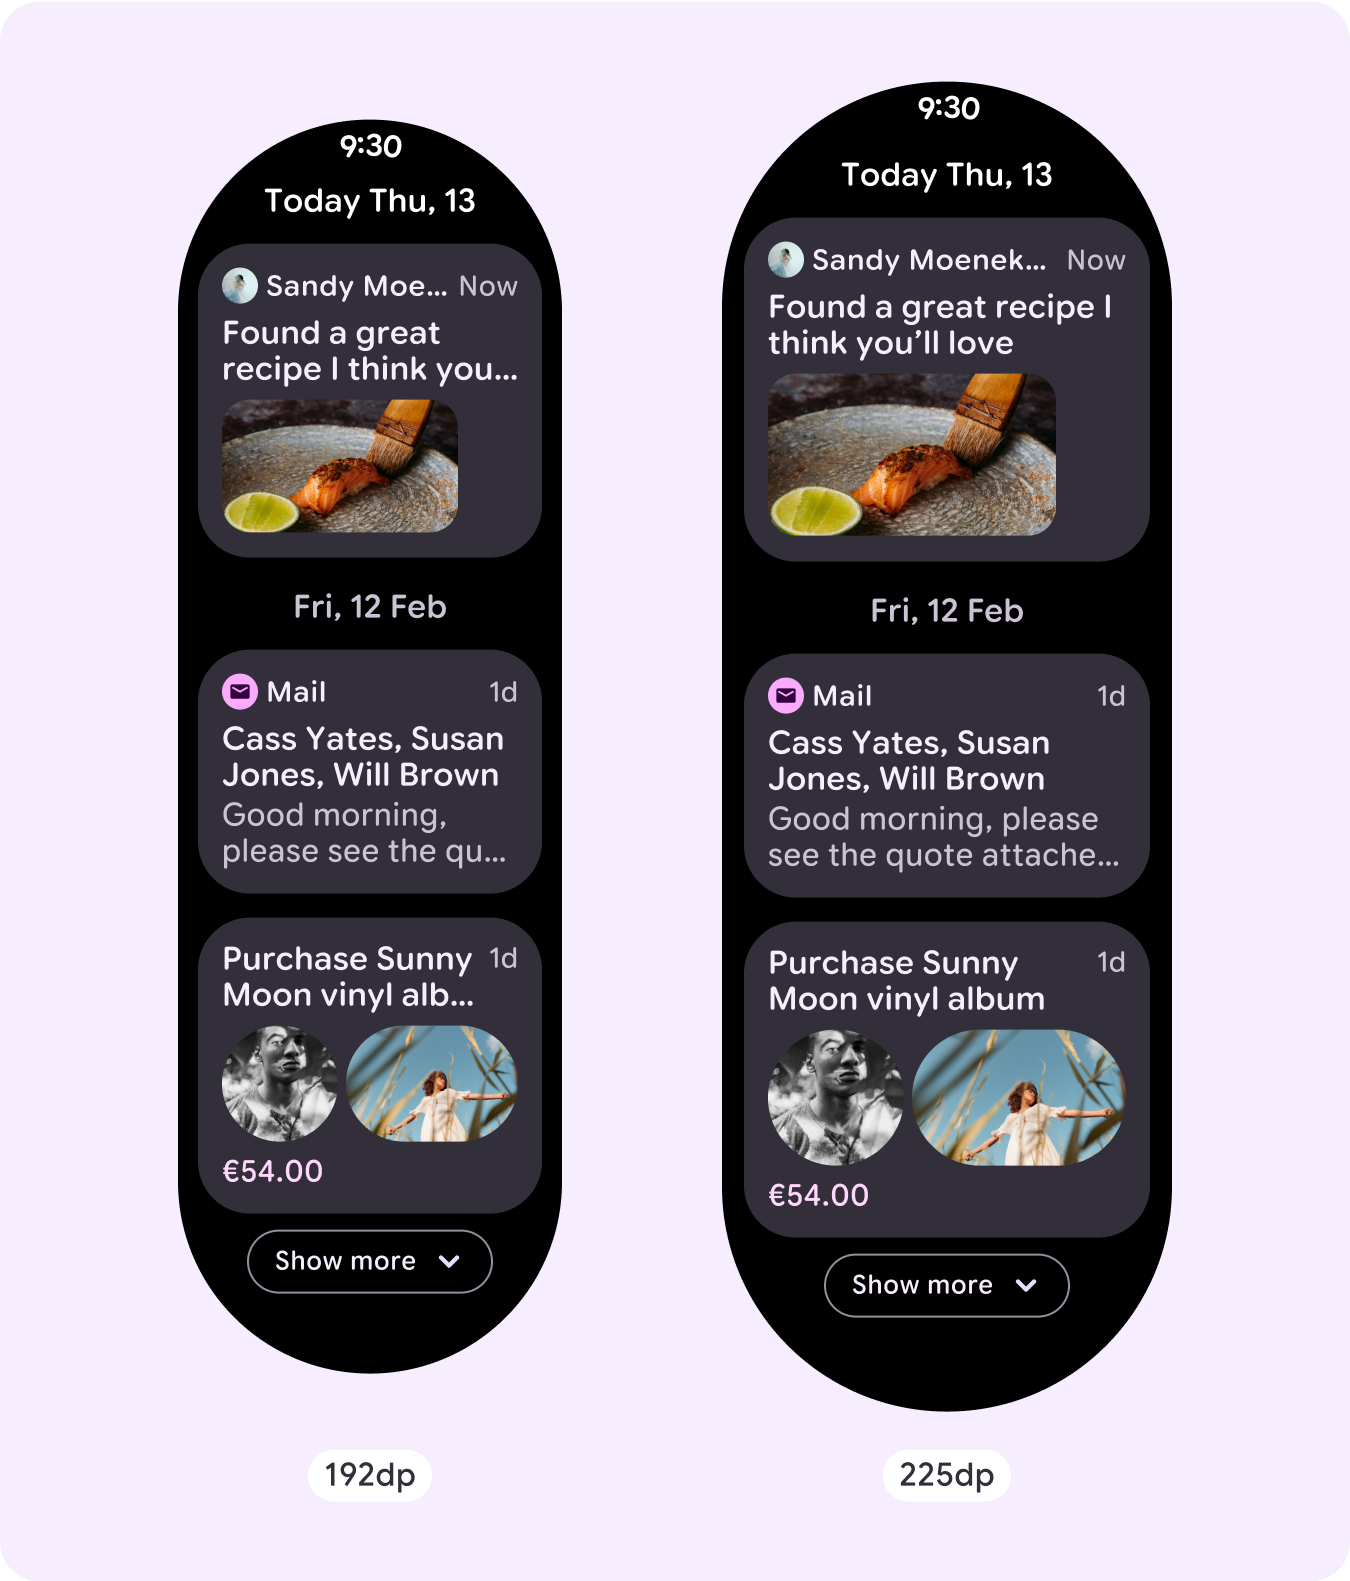 9:30
Today Thu, 13
Sandy Moe... Now
Found a great
recipe I think you...
Fri, 12 Feb
Mail 1d
Cass Yates, Susan
Jones, Will Brown
Good morning,
please see the qu...
Purchase Sunny 1d
Moon vinyl alb...
€54.00
Show more
192dp
9:30
Today Thu, 13
Sandy Moenek... Now
Found a great recipe I
think you’ll love
Fri, 12 Feb
Mail 1d
Cass Yates, Susan
Jones, Will Brown
Good morning, please
see the quote attache...
Purchase Sunny 1d
Moon vinyl album
€54.00
Show more
225dp